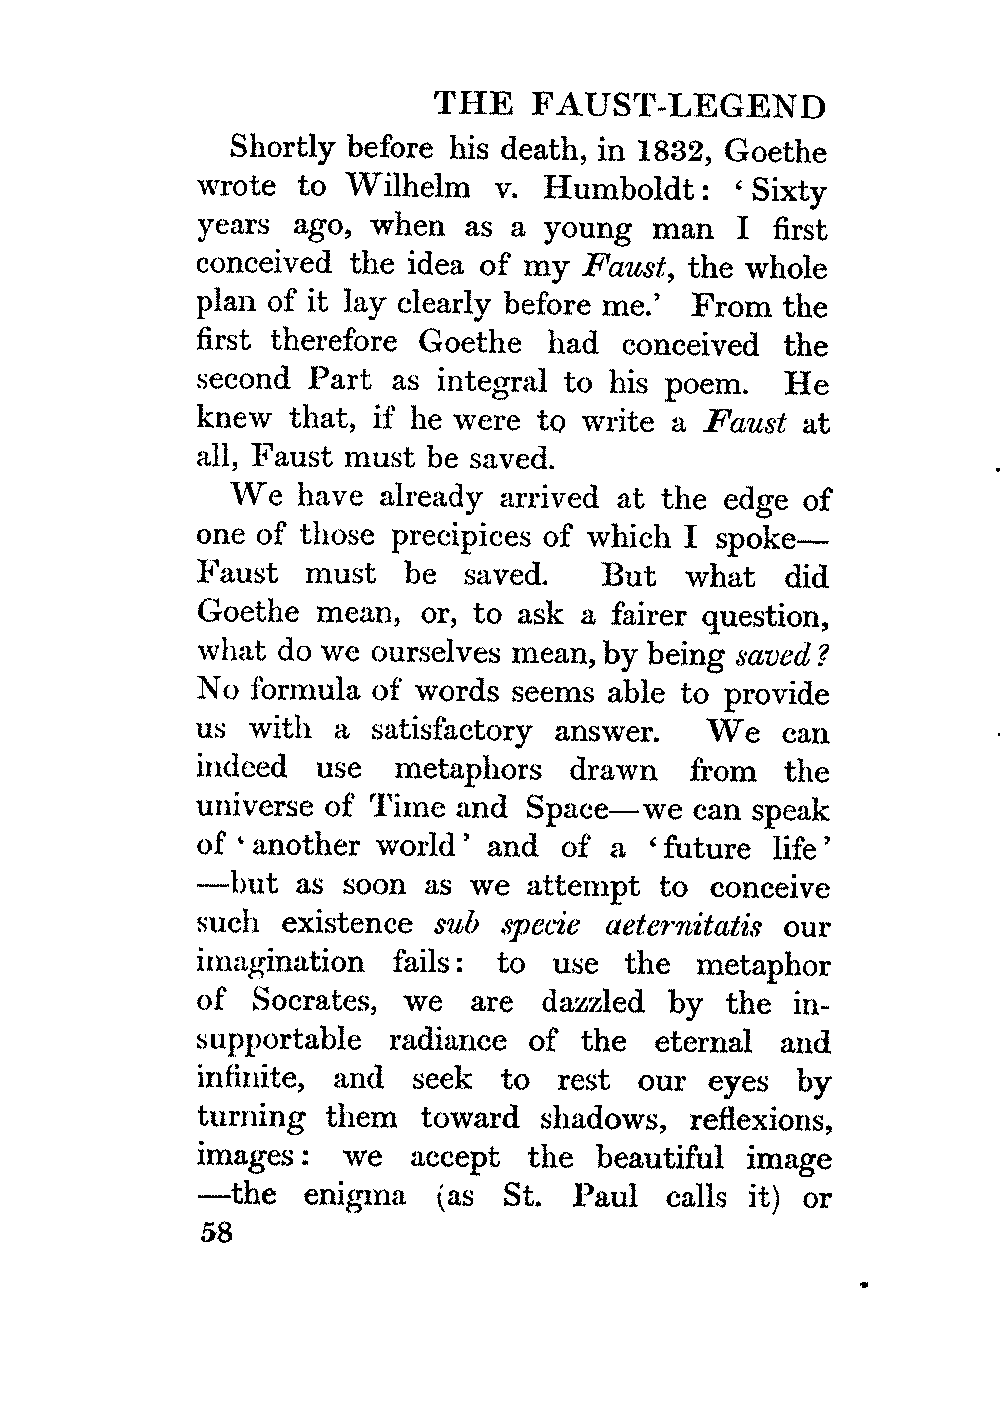 THE FAUST-LEGEND
Shortly before his death, in 1832, Goethe
wrote to Wilhelm v. Humboldt: ‘Sixty
years ago, when as a young man I first
conceived the idea of my Faust, the whole
plan of it lay clearly before me.’ From the
first therefore Goethe had conceived the
second Part as integral to his poem. He
knew that, if he were to write a Faust at
all, Faust must be saved.
We have already arrived at the edge of
one of those precipices of which I spoke—
Faust must be saved. But what did
Goethe mean, or, to ask a fairer question,
what do we ourselves mean, by being saved?
No formula of words seems able to provide
us with a satisfactory answer. We can
indeed use metaphors drawn from the
universe of Time and Space—we can speak
of ‘another world’ and of a ‘future life’
—but as soon as we attempt to conceive
such existence sub specie aeternitatis our
imagination fails: to use the metaphor
of Socrates, we are dazzled by the in-
supportable radiance of the eternal and
infinite, and seek to rest our eyes by
turning them toward shadows, reflexions,
images: we accept the beautiful image
—the enigma (as St. Paul calls it) or
58